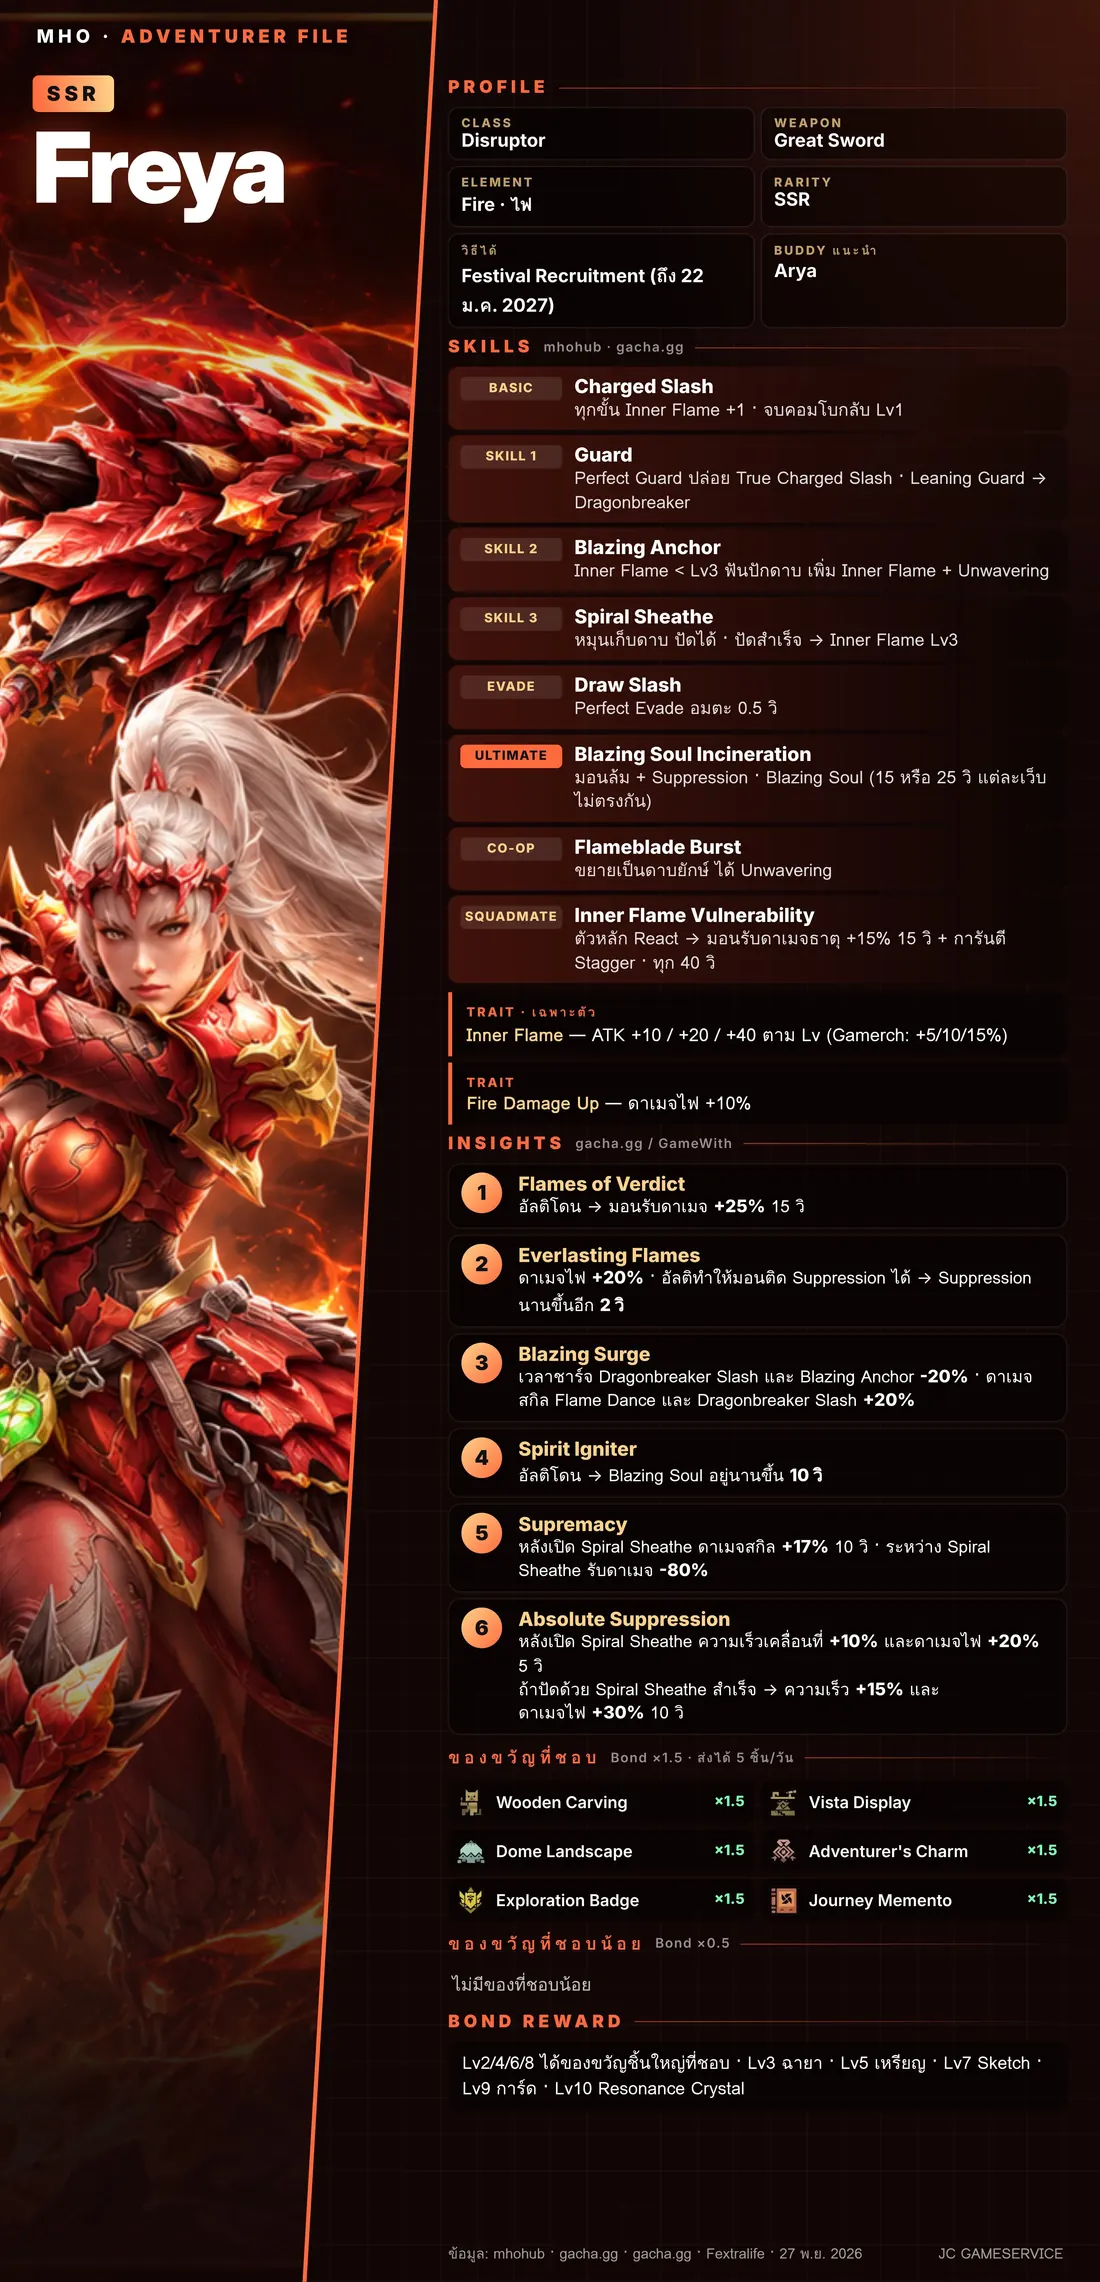 MHO · ADVENTURER FILE
SSR
Freya
PROFILE
CLASS
Disruptor
WEAPON
Great Sword
ELEMENT
Fire · ไฟ
RARITY
SSR
วิธีได้
Festival Recruitment (ถึง 22
ม.ค. 2027)
BUDDY แนะนำ
Arya
SKILLS mhohub · gacha.gg
BASIC
Charged Slash
ทุกขั้น Inner Flame +1 · จบคอมโบกลับ Lv1
SKILL 1
Guard
Perfect Guard ปล่อย True Charged Slash · Leaning Guard →
Dragonbreaker
SKILL 2
Blazing Anchor
Inner Flame < Lv3 ฟันปักดาบ เพิ่ม Inner Flame + Unwavering
SKILL 3
Spiral Sheathe
หมุนเก็บดาบ ปัดได้ · ปัดสำเร็จ → Inner Flame Lv3
EVADE
Draw Slash
Perfect Evade อมตะ 0.5 วิ
ULTIMATE
Blazing Soul Incineration
มอนล้ม + Suppression · Blazing Soul (15 หรือ 25 วิ แต่ละเว็บ
ไม่ตรงกัน)
CO-OP
Flameblade Burst
ขยายเป็นดาบยักษ์ ได้ Unwavering
SQUADMATE
Inner Flame Vulnerability
ตัวหลัก React → มอนรับดาเมจธาตุ +15% 15 วิ + การันตี
Stagger · ทุก 40 วิ
TRAIT · เฉพาะตัว
Inner Flame — ATK +10 / +20 / +40 ตาม Lv (Gamerch: +5/10/15%)
TRAIT
Fire Damage Up — ดาเมจไฟ +10%
INSIGHTS gacha.gg / GameWith
1
Flames of Verdict
อัลติโดน → มอนรับดาเมจ +25% 15 วิ
2
Everlasting Flames
ดาเมจไฟ +20% · อัลติทำให้มอนติด Suppression ได้ → Suppression
นานขึ้นอีก 2 วิ
3
Blazing Surge
เวลาชาร์จ Dragonbreaker Slash และ Blazing Anchor -20% · ดาเมจ
สกิล Flame Dance และ Dragonbreaker Slash +20%
4
Spirit Igniter
อัลติโดน → Blazing Soul อยู่นานขึ้น 10 วิ
5
Supremacy
หลังเปิด Spiral Sheathe ดาเมจสกิล +17% 10 วิ · ระหว่าง Spiral
Sheathe รับดาเมจ -80%
6
Absolute Suppression
หลังเปิด Spiral Sheathe ความเร็วเคลื่อนที่ +10% และดาเมจไฟ +20%
5 วิ
ถ้าปัดด้วย Spiral Sheathe สำเร็จ → ความเร็ว +15% และ
ดาเมจไฟ +30% 10 วิ
ของขวัญที่ชอบ Bond ×1.5 · ส่งได้ 5 ชิ้น/วัน
Wooden Carving ×1.5
Vista Display ×1.5
Dome Landscape ×1.5
Adventurer's Charm ×1.5
Exploration Badge ×1.5
Journey Memento ×1.5
ของขวัญที่ชอบน้อย Bond ×0.5
ไม่มีของที่ชอบน้อย
BOND REWARD
Lv2/4/6/8 ได้ของขวัญชิ้นใหญ่ที่ชอบ · Lv3 ฉายา · Lv5 เหรียญ · Lv7 Sketch ·
Lv9 การ์ด · Lv10 Resonance Crystal
ข้อมูล: mhohub · gacha.gg · gacha.gg · Fextralife · 27 พ.ย. 2026
JC GAMESERVICE